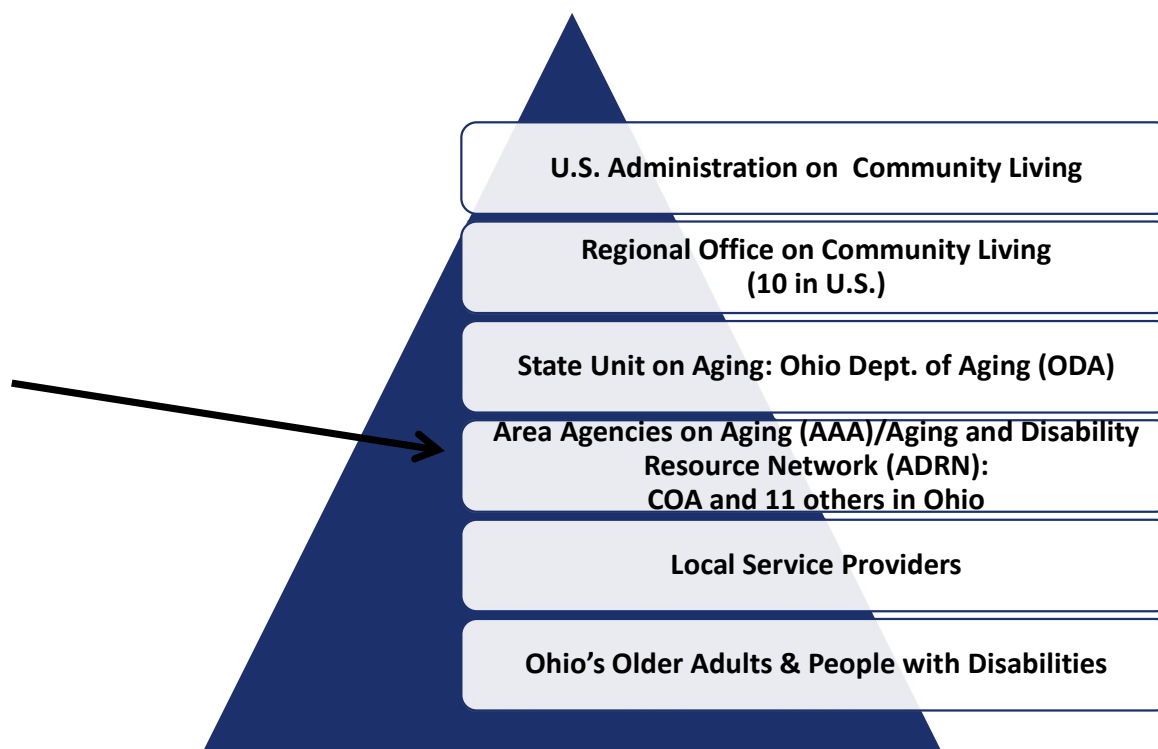 U.S. Administration on Community Living
Regional Office on Community Living
(10 in U.S.)
State Unit on Aging: Ohio Dept. of Aging (ODA)
Area Agencies on Aging (AAA)/Aging and Disability
Resource Network (ADRN):
COA and 11 others in Ohio
Local Service Providers
Ohio’s Older Adults & People with Disabilities